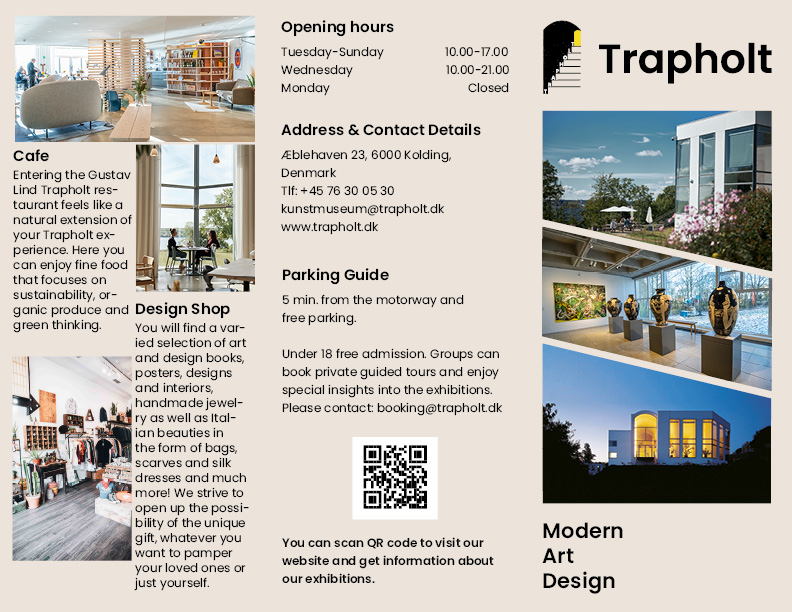 Cafe
Entering the Gustav
Lind Trapholt res-
taurant feels like a
natural extension of
your Trapholt ex-
perience. Here you
can enjoy fine food
that focuses on
sustainability, or-
ganic produce and
green thinking.
Design Shop
You will find a var-
ied selection of art
and design books,
posters, designs
and interiors,
handmade jewel-
ry as well as Ital-
ian beauties in
the form of bags,
scarves and silk
dresses and much
more! We strive to
open up the possi-
bility of the unique
gift, whatever you
want to pamper
your loved ones or
just yourself.
Opening hours
Tuesday-Sunday 10.00-17.00
Wednesday 10.00-21.00
Monday Closed
Address & Contact Details
Æblehaven 23, 6000 Kolding,
Denmark
Tlf: +45 76 30 05 30
kunstmuseum@trapholt.dk
www.trapholt.dk
Parking Guide
5 min. from the motorway and
free parking.
Under 18 free admission. Groups can
book private guided tours and enjoy
special insights into the exhibitions.
Please contact: booking@trapholt.dk
You can scan QR code to visit our
website and get information about
our exhibitions.
Trapholt
Modern
Art
Design